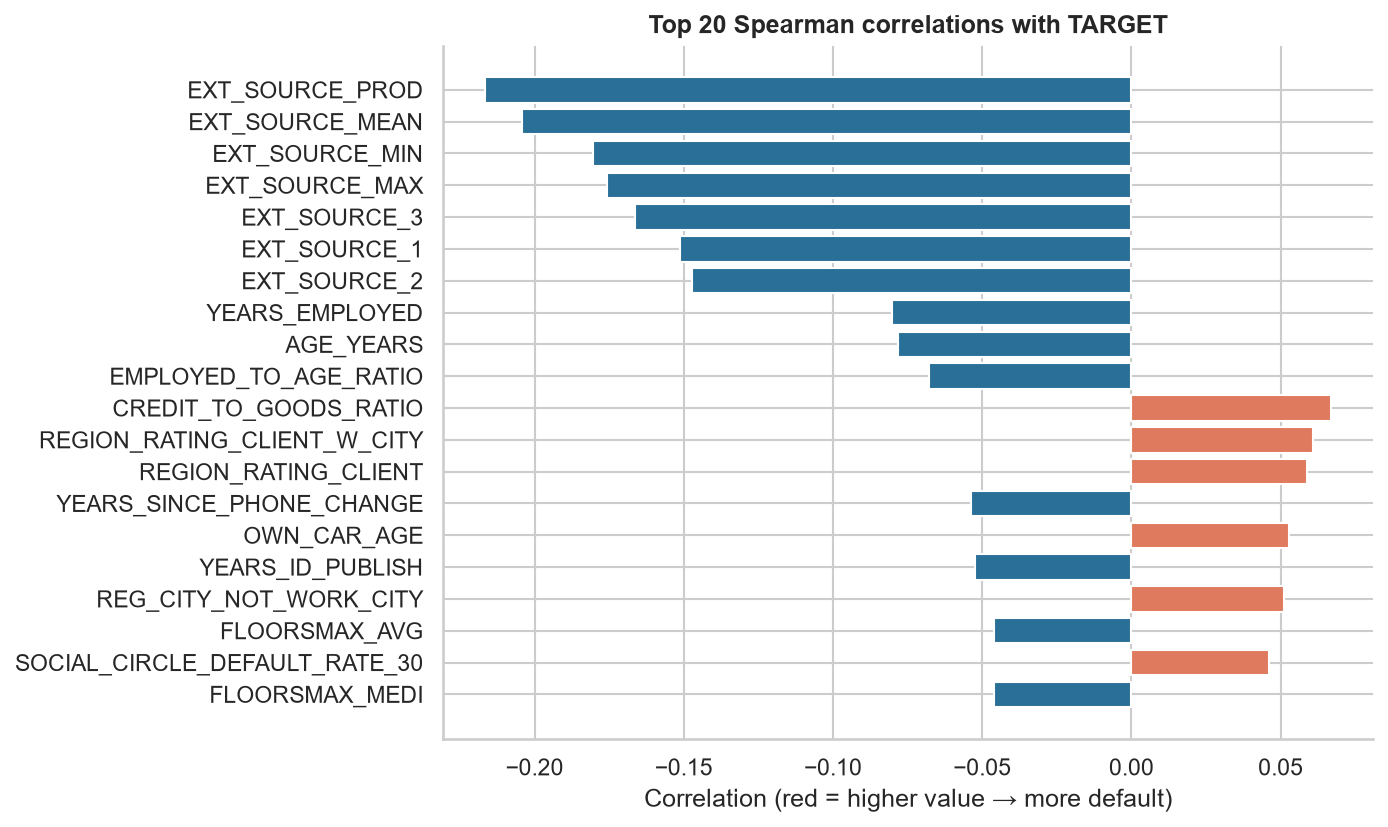 Top 20 Spearman correlations with TARGET
EXT_SOURCE_PROD
EXT_SOURCE_MEAN
EXT_SOURCE_MIN
EXT_SOURCE_MAX
EXT_SOURCE_3
EXT_SOURCE_1
EXT_SOURCE_2
YEARS_EMPLOYED
AGE_YEARS
EMPLOYED_TO_AGE_RATIO
CREDIT_TO_GOODS_RATIO
REGION_RATING_CLIENT_W_CITY
REGION_RATING_CLIENT
YEARS_SINCE_PHONE_CHANGE
OWN_CAR_AGE
YEARS_ID_PUBLISH
REG_CITY_NOT_WORK_CITY
FLOORSMAX_AVG
SOCIAL_CIRCLE_DEFAULT_RATE_30
FLOORSMAX_MEDI
−0.20 −0.15 −0.10 −0.05 0.00 0.05
Correlation (red = higher value → more default)